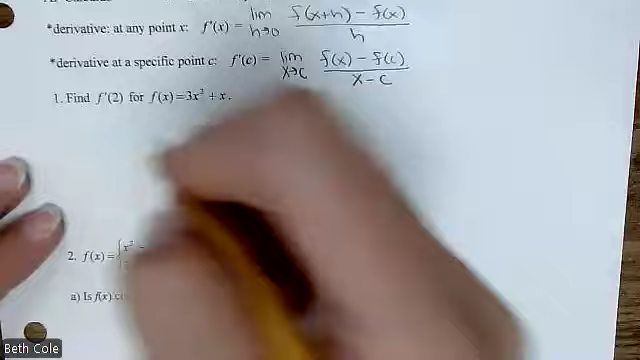 *derivative: at any point x: f'(x) = lim h→0 f(x+h) – f(x) / h
*derivative at a specific point c: f'(c) = lim x→c f(x) – f(c) / x – c
1. Find f'(2) for f(x) = 3x² + x.
2. f(x) = { x²
a) Is f(x)
Beth Cole